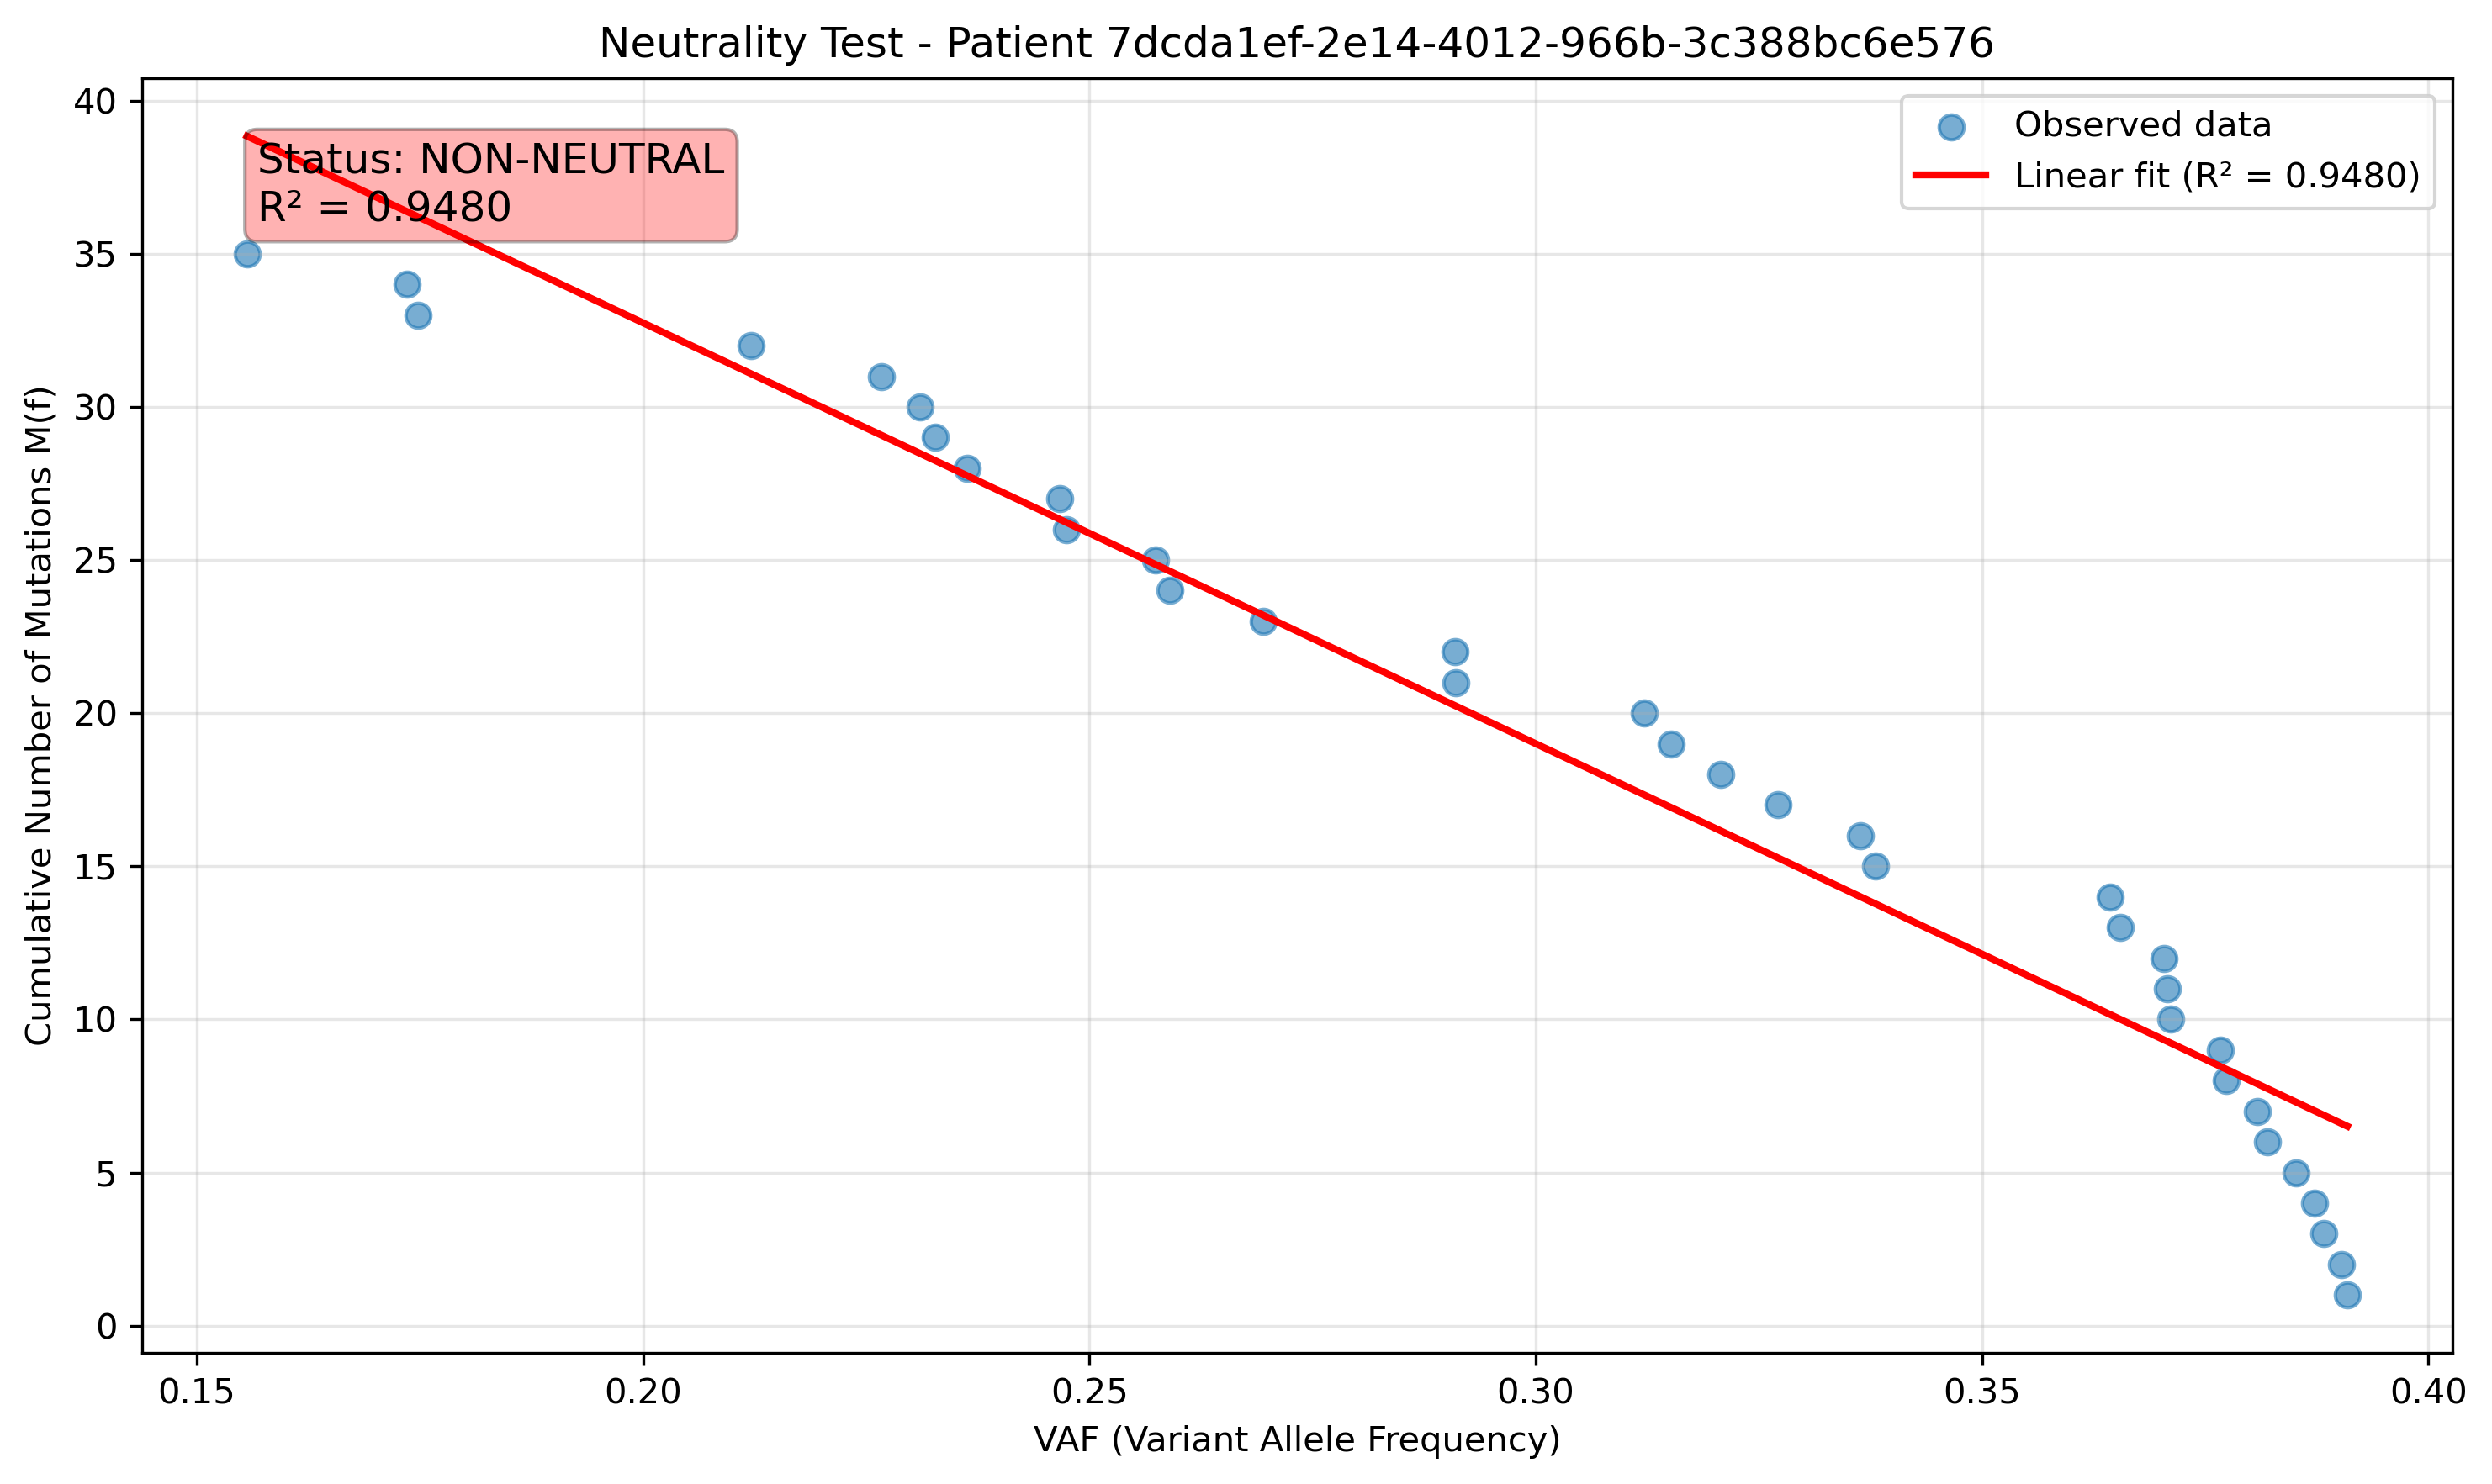 Neutrality Test - Patient 7dcda1ef-2e14-4012-966b-3c388bc6e576
Cumulative Number of Mutations M(f)
40
35
30
25
20
15
10
5
0
Status: NON-NEUTRAL
R² = 0.9480
Observed data
Linear fit (R² = 0.9480)
0.15
0.20
0.25
0.30
0.35
0.40
VAF (Variant Allele Frequency)